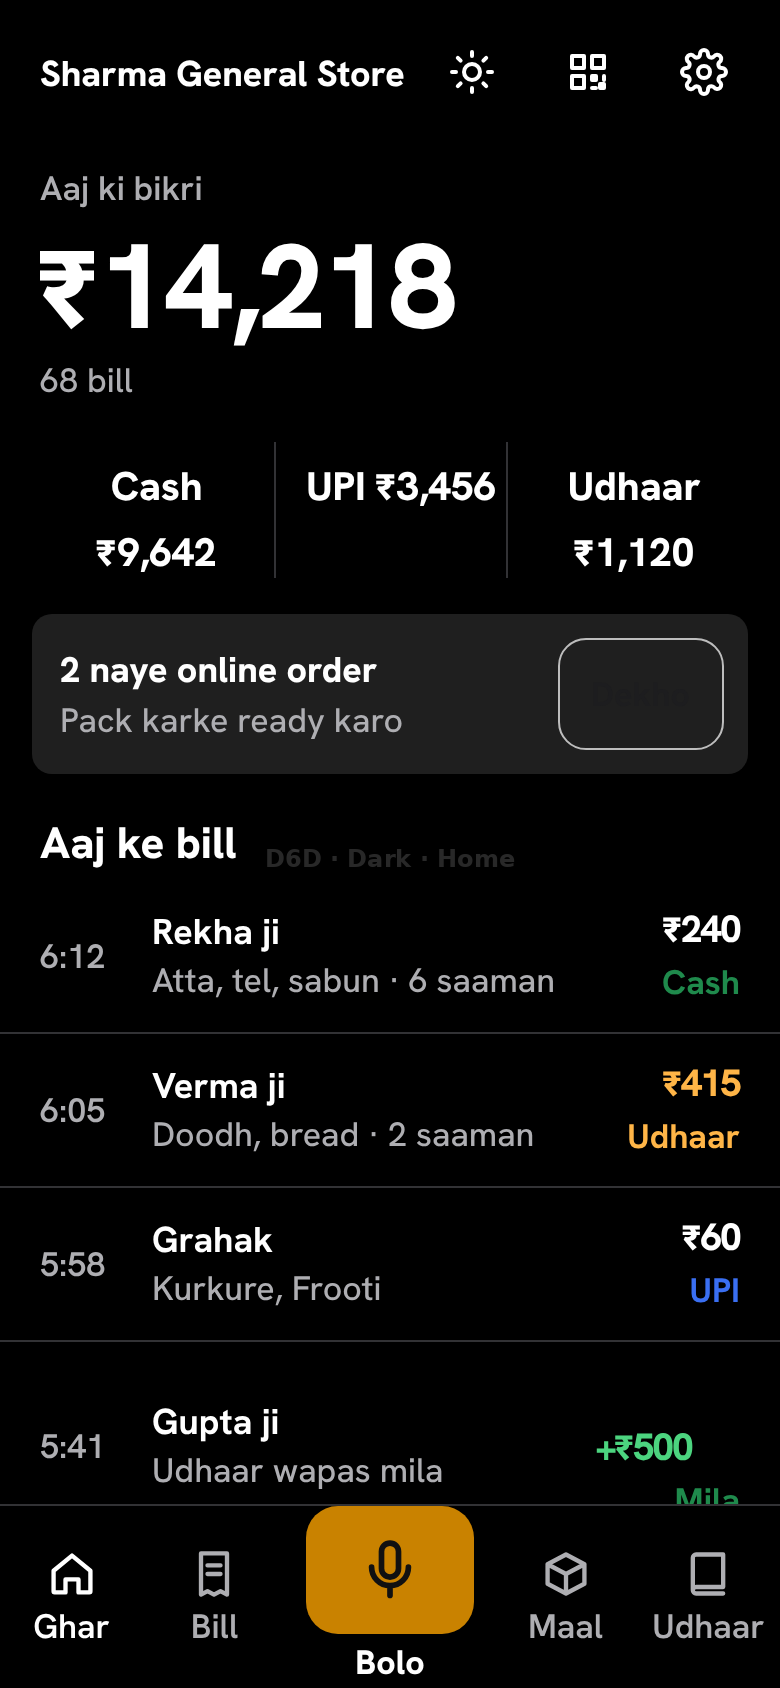 Sharma General Store
Aaj ki bikri
₹14,218
68 bill
Cash
₹9,642
UPI ₹3,456
Udhaar
₹1,120
2 naye online order
Pack karke ready karo
Dekho
Aaj ke bill
D6D · Dark · Home
6:12
Rekha ji
Atta, tel, sabun · 6 saaman
₹240
Cash
6:05
Verma ji
Doodh, bread · 2 saaman
₹415
Udhaar
5:58
Grahak
Kurkure, Frooti
₹60
UPI
5:41
Gupta ji
Udhaar wapas mila
+₹500
Mila
Ghar
Bill
Bolo
Maal
Udhaar